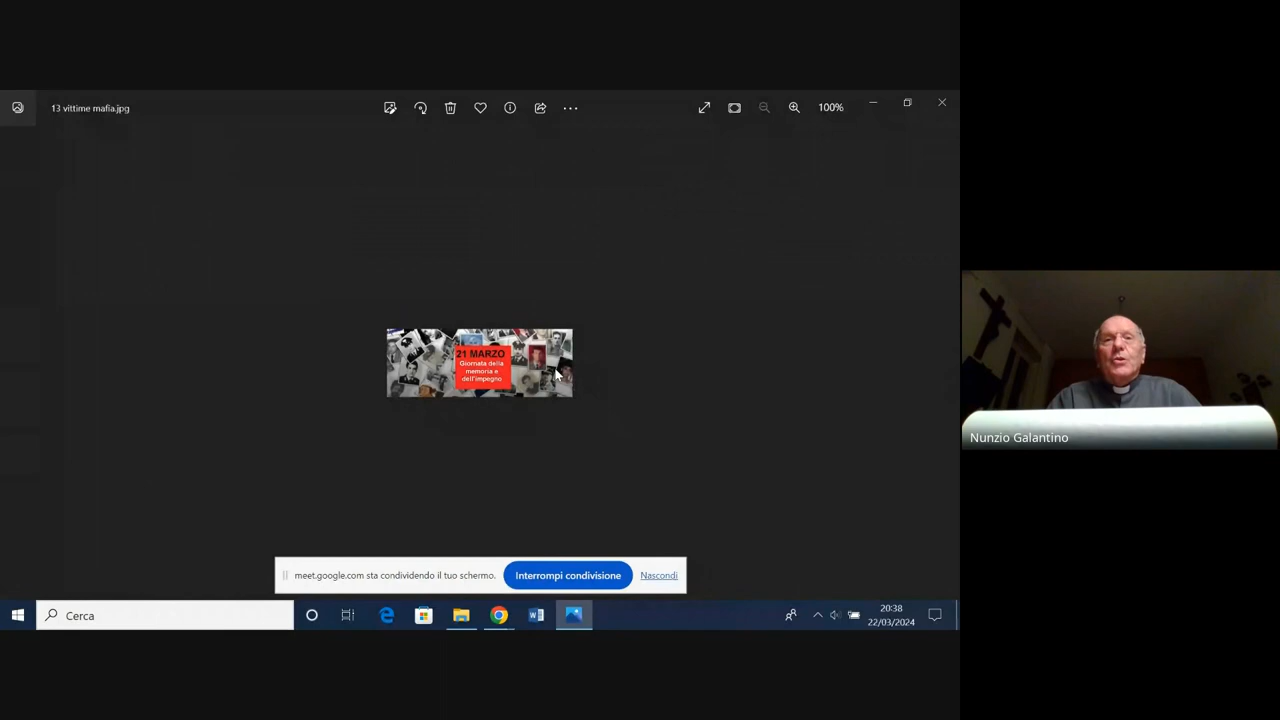 13 vittime mafia.jpg
100%
21 MARZO
Giornata della
memoria e
dell'impegno
Nunzio Galantino
meet.google.com sta condividendo il tuo schermo.
Interrompi condivisione
Nascondi
Cerca
20:38
22/03/2024